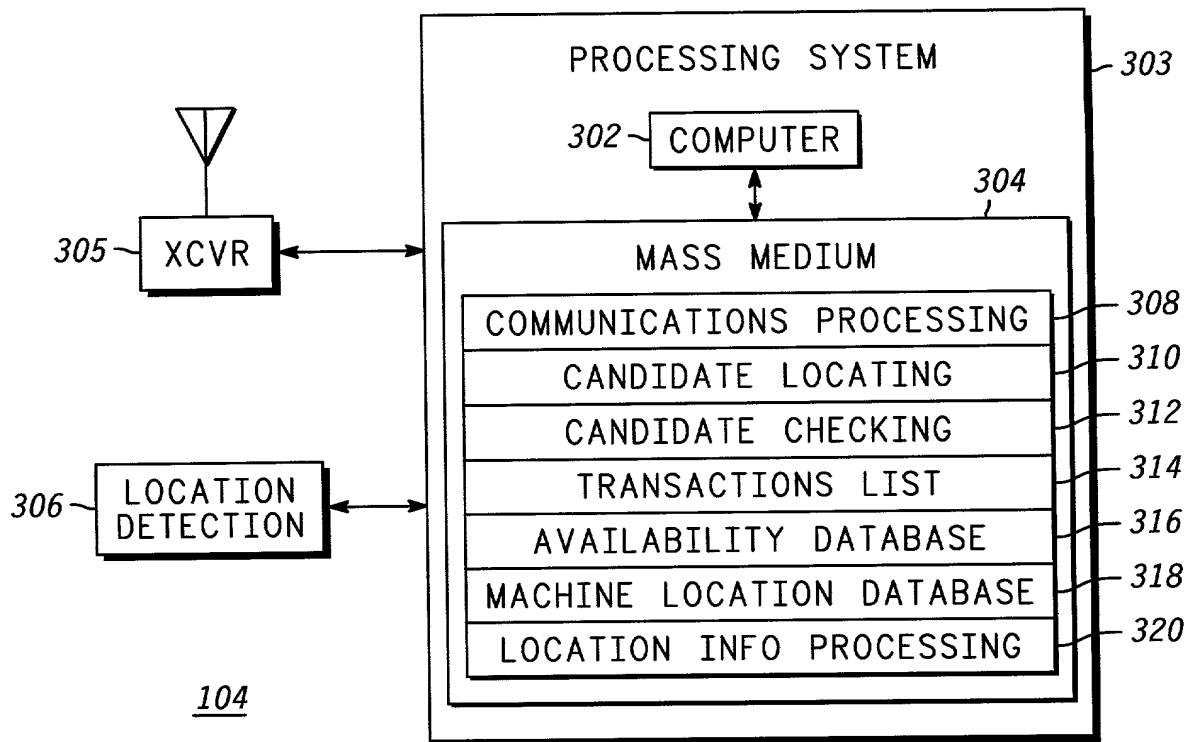 PROCESSING SYSTEM
303
302
COMPUTER
304
305
XCVR
MASS MEDIUM
COMMUNICATIONS PROCESSING
308
CANDIDATE LOCATING
310
CANDIDATE CHECKING
312
TRANSACTIONS LIST
314
306
LOCATION
DETECTION
AVAILABILITY DATABASE
316
MACHINE LOCATION DATABASE
318
LOCATION INFO PROCESSING
320
104